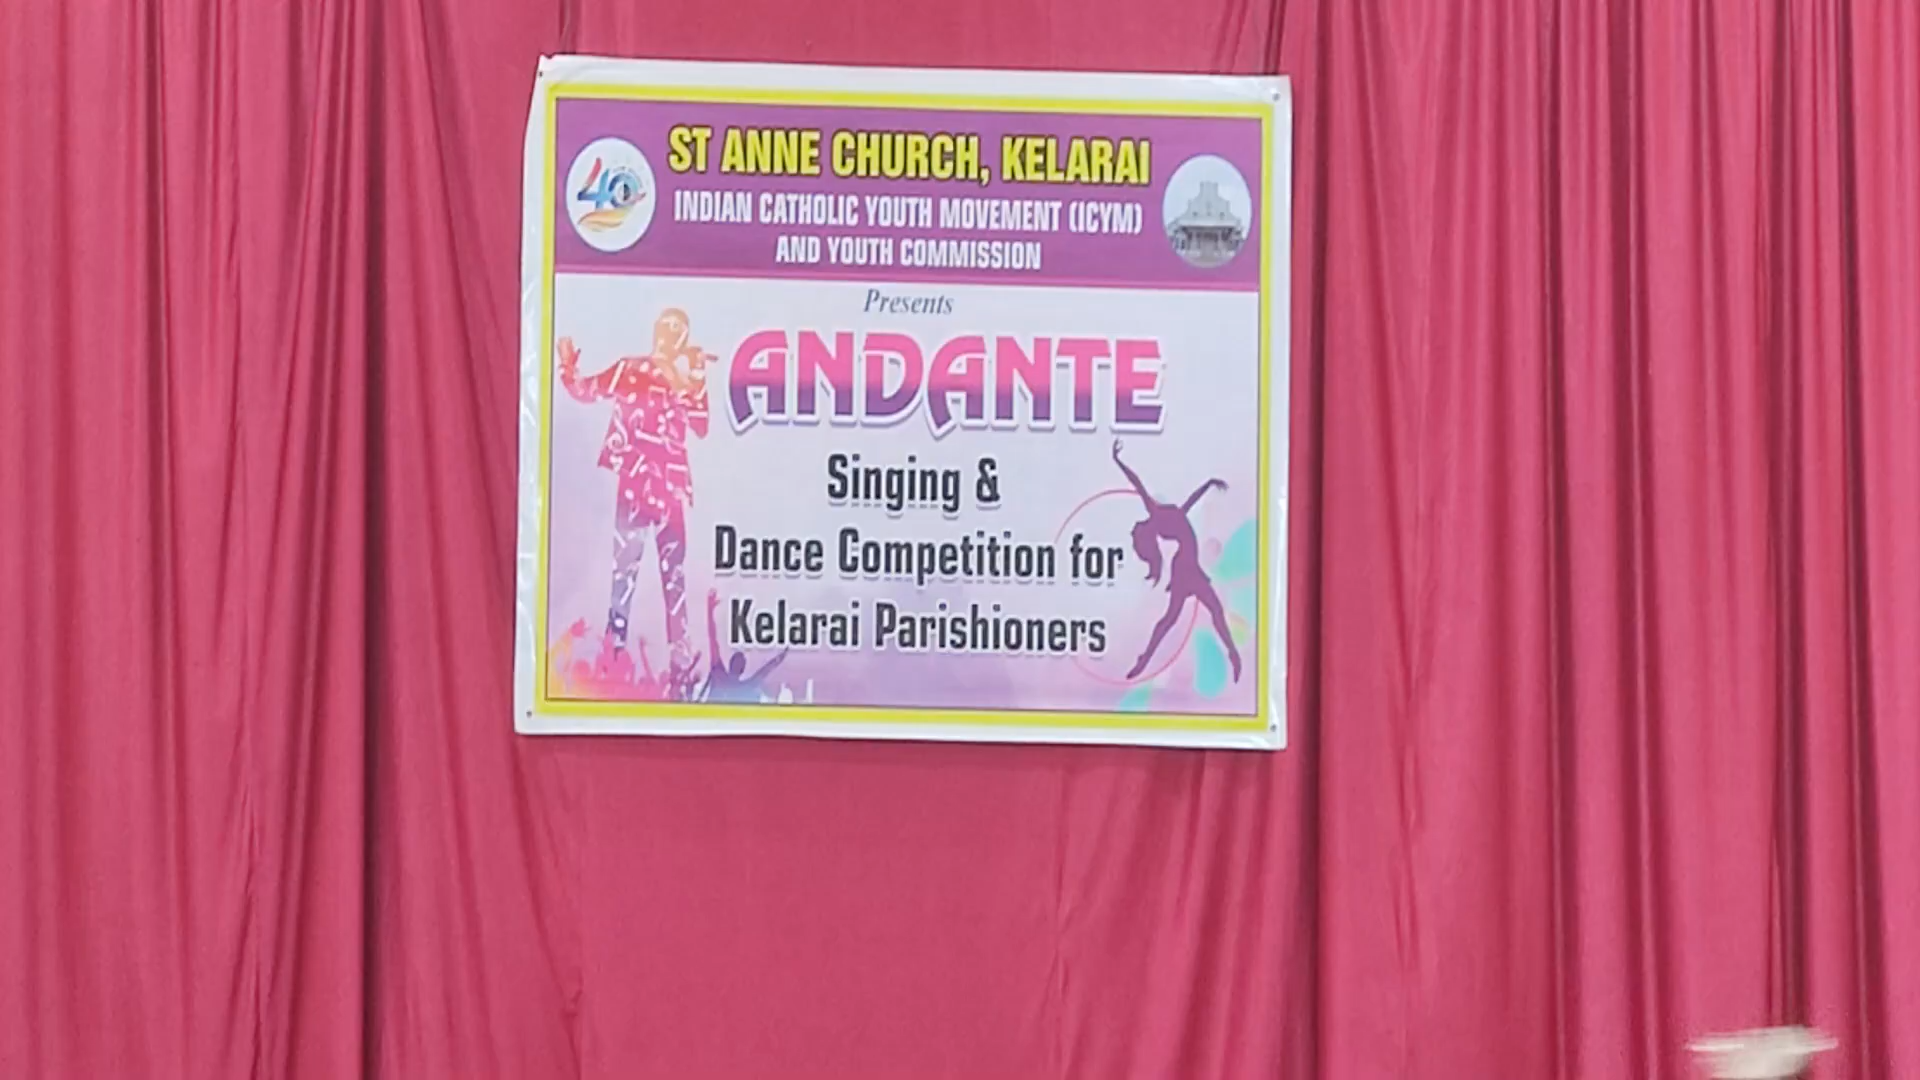 ST ANNE CHURCH, KELARAI
INDIAN CATHOLIC YOUTH MOVEMENT (ICYM)
AND YOUTH COMMISSION
40
Presents
ANDANTE
Singing &
Dance Competition for
Kelarai Parishioners